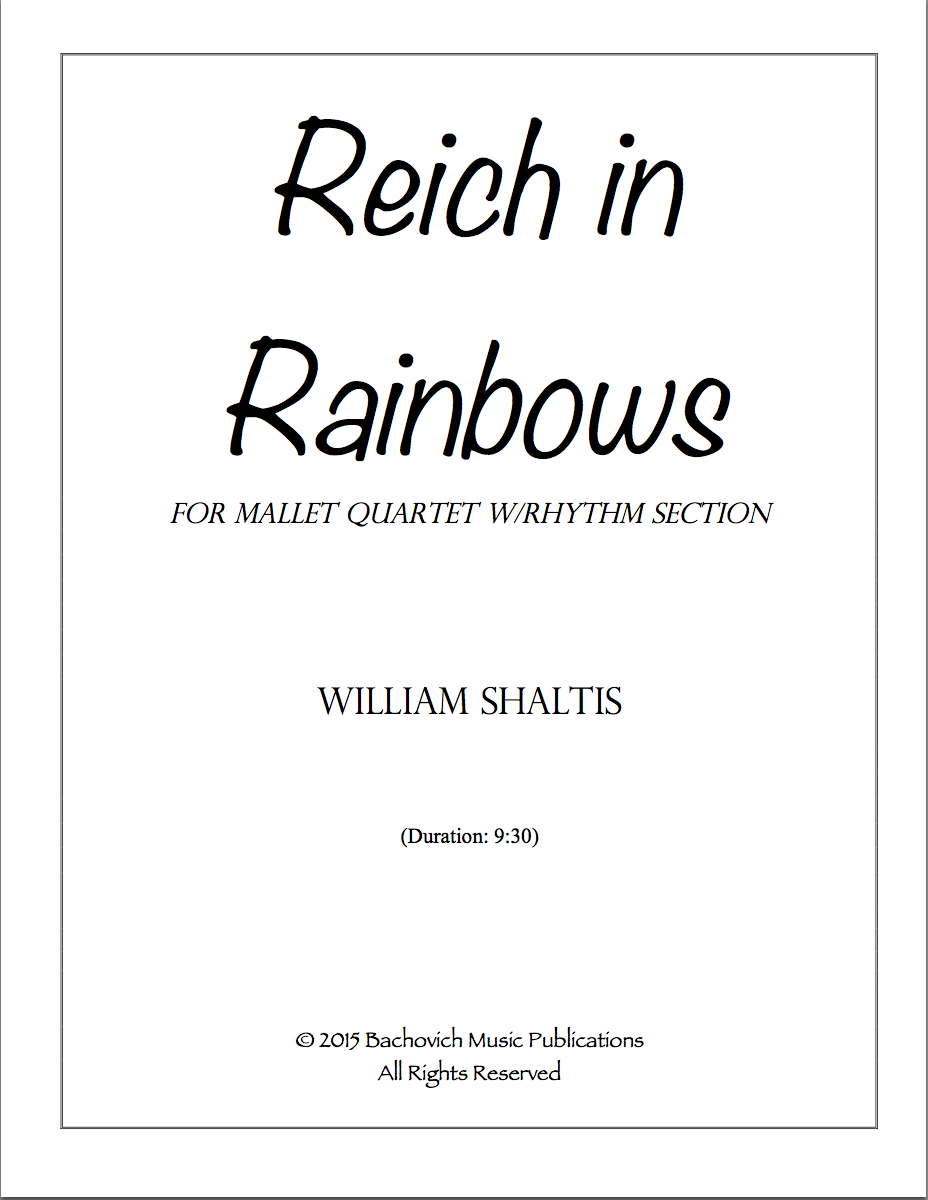 Reich in
Rainbows
FOR MALLET QUARTET W/RHYTHM SECTION
WILLIAM SHALTIS
(Duration: 9:30)
© 2015 Bachovich Music Publications
All Rights Reserved